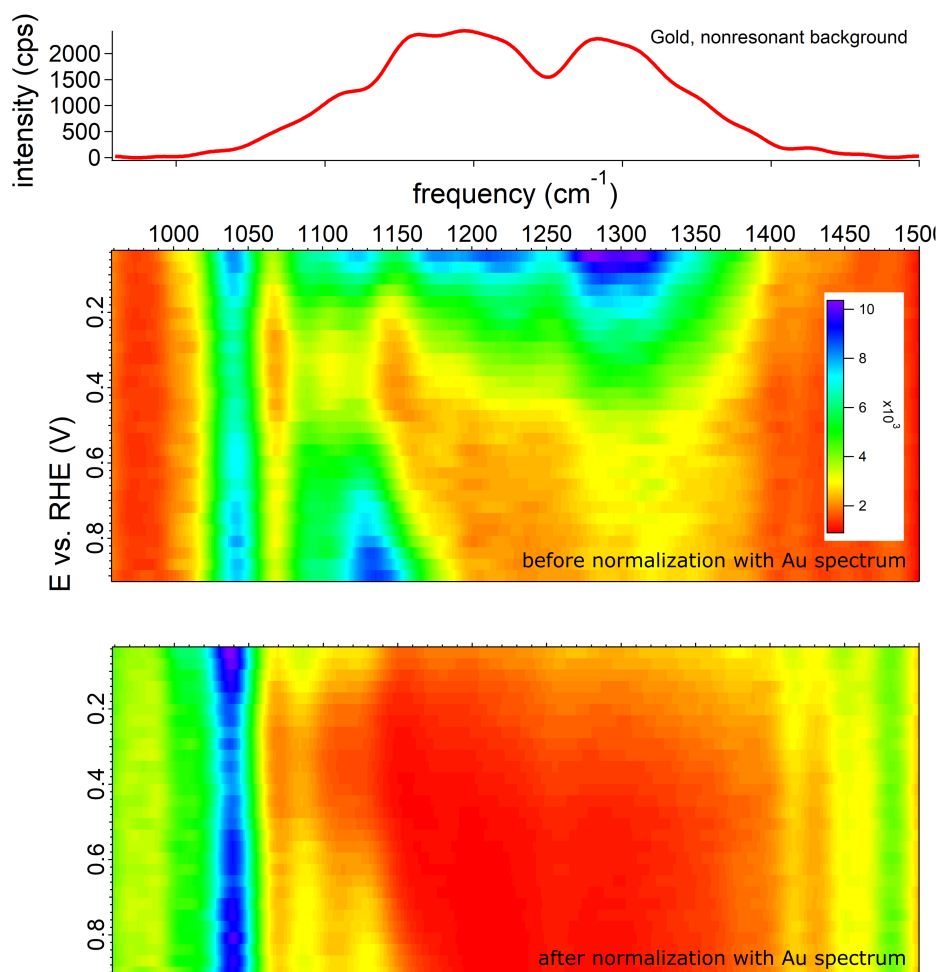 Gold, nonresonant background
intensity (cps)
2000
1500
1000
500
0
frequency (cm⁻¹)
1000 1050 1100 1150 1200 1250 1300 1350 1400 1450 1500
E vs. RHE (V)
0.2
0.4
0.6
0.8
10
8
6
4
2
x10³
before normalization with Au spectrum
0.2
0.4
0.6
0.8
after normalization with Au spectrum